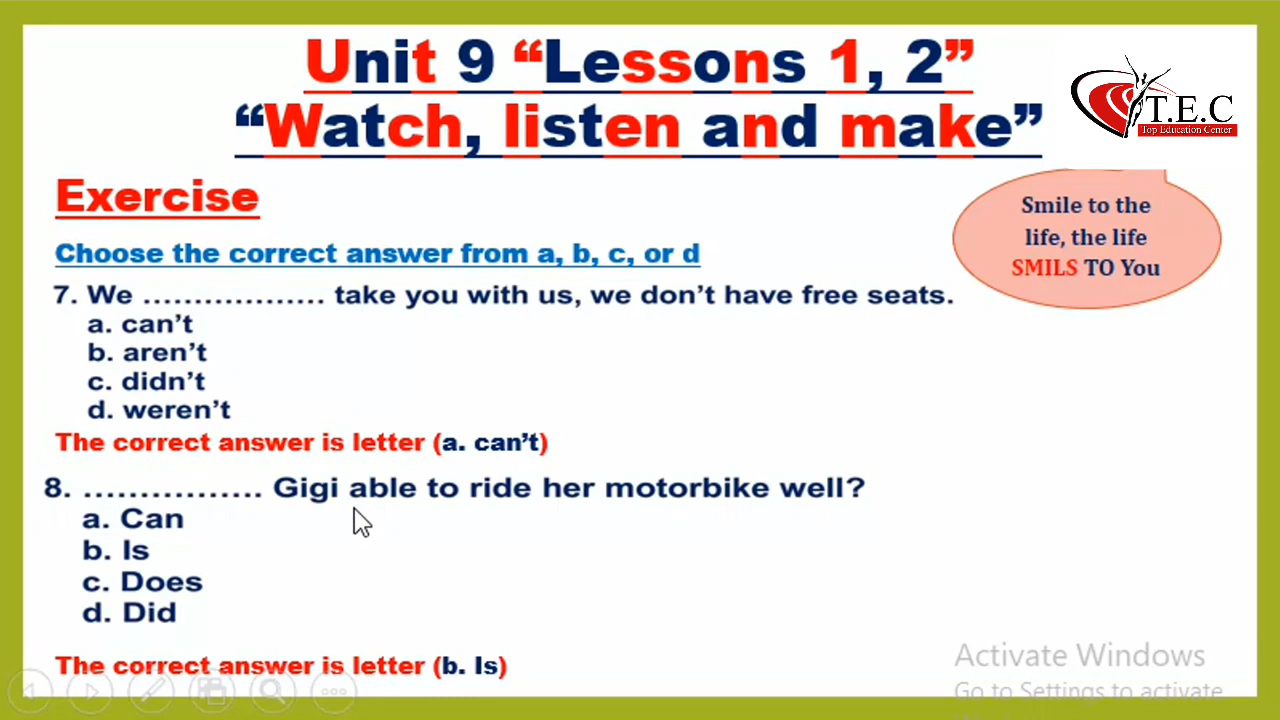 Unit 9 “Lessons 1, 2”
“Watch, listen and make”
T.E.C
Top Education Center
Exercise
Smile to the
life, the life
SMILS TO You
Choose the correct answer from a, b, c, or d
7. We .................. take you with us, we don’t have free seats.
a. can’t
b. aren’t
c. didn’t
d. weren’t
The correct answer is letter (a. can’t)
8. ................. Gigi able to ride her motorbike well?
a. Can
b. Is
c. Does
d. Did
The correct answer is letter (b. Is)
Activate Windows
Go to Settings to activate